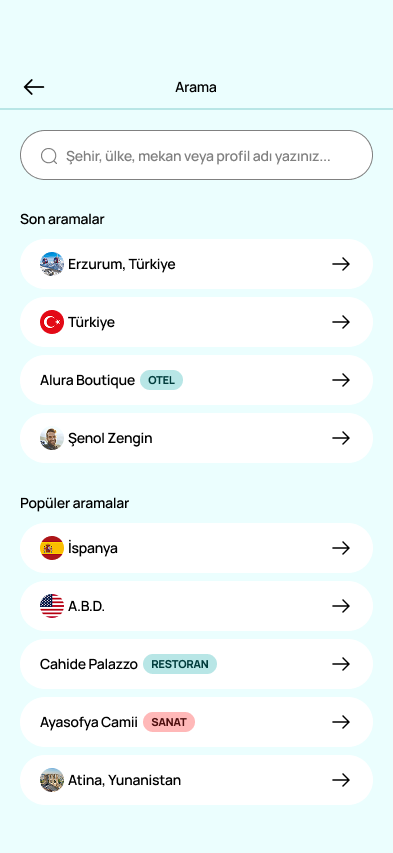 Arama
Şehir, ülke, mekan veya profil adı yazınız...
Son aramalar
Erzurum, Türkiye
Türkiye
Alura Boutique OTEL
Şenol Zengin
Popüler aramalar
İspanya
A.B.D.
Cahide Palazzo RESTORAN
Ayasofya Camii SANAT
Atina, Yunanistan